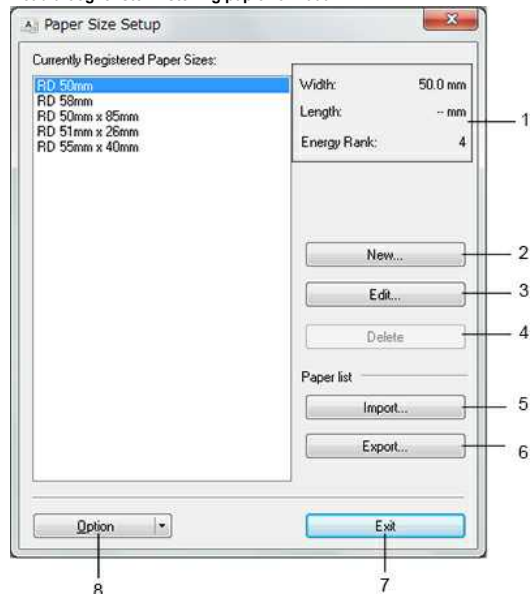 Paper Size Setup
Currently Registered Paper Sizes:
RD 50mm
RD 58mm
RD 50mm x 85mm
RD 51mm x 26mm
RD 55mm x 40mm
Width: 50.0 mm
Length: -- mm
Energy Rank: 4
1
New...
2
Edit...
3
Delete
4
Paper list
Import...
5
Export...
6
Option
Exit
8
7